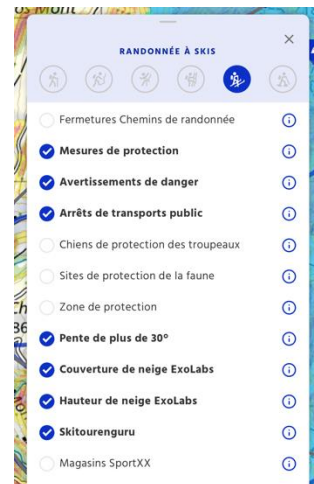 os Mont
RANDONNÉE À SKIS
Fermetures Chemins de randonnée
Mesures de protection
Avertissements de danger
Arrêts de transports public
Chiens de protection des troupeaux
Sites de protection de la faune
Zone de protection
Pente de plus de 30°
Couverture de neige ExoLabs
Hauteur de neige ExoLabs
Skitourenguru
Magasins SportXX